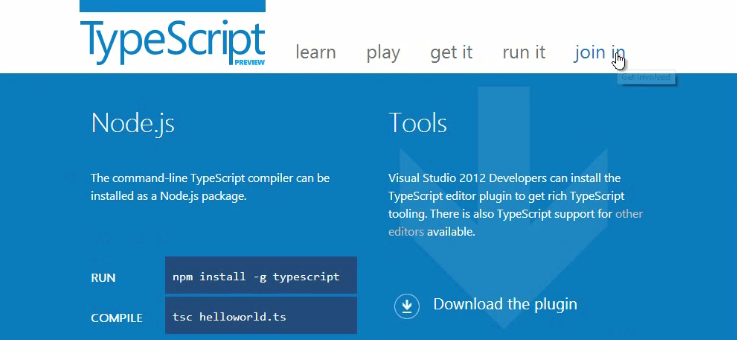 TypeScript
PREVIEW
learn play get it run it join in
Get Involved
Node.js
The command-line TypeScript compiler can be
installed as a Node.js package.
RUN npm install -g typescript
COMPILE tsc helloworld.ts
Tools
Visual Studio 2012 Developers can install the
TypeScript editor plugin to get rich TypeScript
tooling. There is also TypeScript support for other
editors available.
Download the plugin